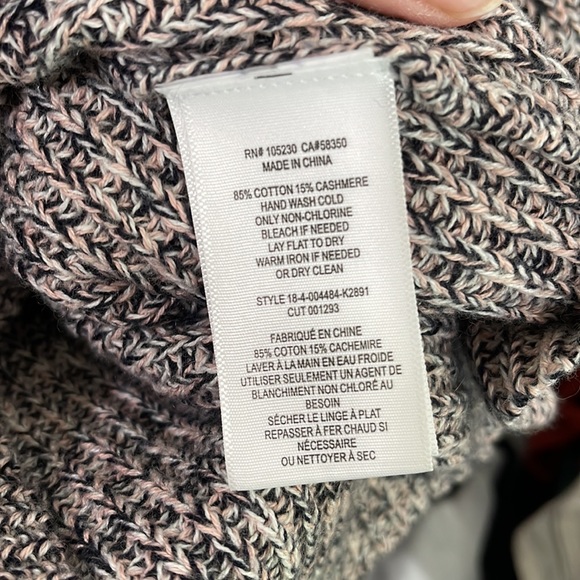 RN# 105230 CA#58350
MADE IN CHINA
85% COTTON 15% CASHMERE
HAND WASH COLD
ONLY NON-CHLORINE
BLEACH IF NEEDED
LAY FLAT TO DRY
WARM IRON IF NEEDED
OR DRY CLEAN
STYLE 18-4-004484-K2891
CUT 001293
FABRIQUÉ EN CHINE
85% COTON 15% CACHEMIRE
LAVER À LA MAIN EN EAU FROIDE
UTILISER SEULEMENT UN AGENT DE
BLANCHIMENT NON CHLORÉ AU
BESOIN
SÉCHER LE LINGE À PLAT
REPASSER À FER CHAUD SI
NÉCESSAIRE
OU NETTOYER À SEC